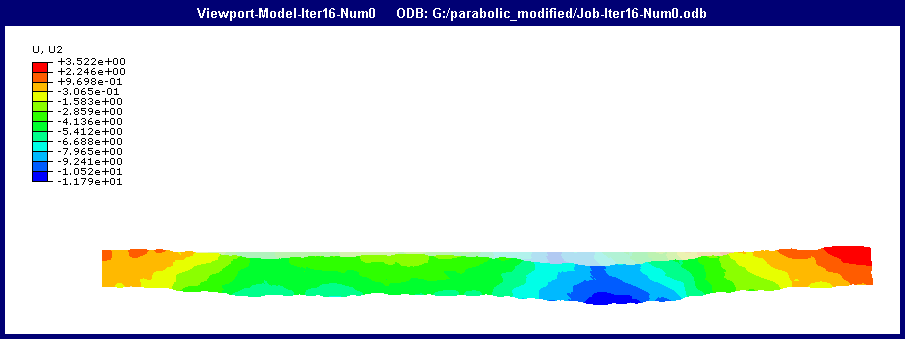 Viewport-Model-Iter16-Num0 ODB: G:/parabolic_modified/Job-Iter16-Num0.odb
U, U2
+3.522e+00
+2.246e+00
+9.698e-01
-3.065e-01
-1.583e+00
-2.859e+00
-4.136e+00
-5.412e+00
-6.688e+00
-7.965e+00
-9.241e+00
-1.052e+01
-1.179e+01